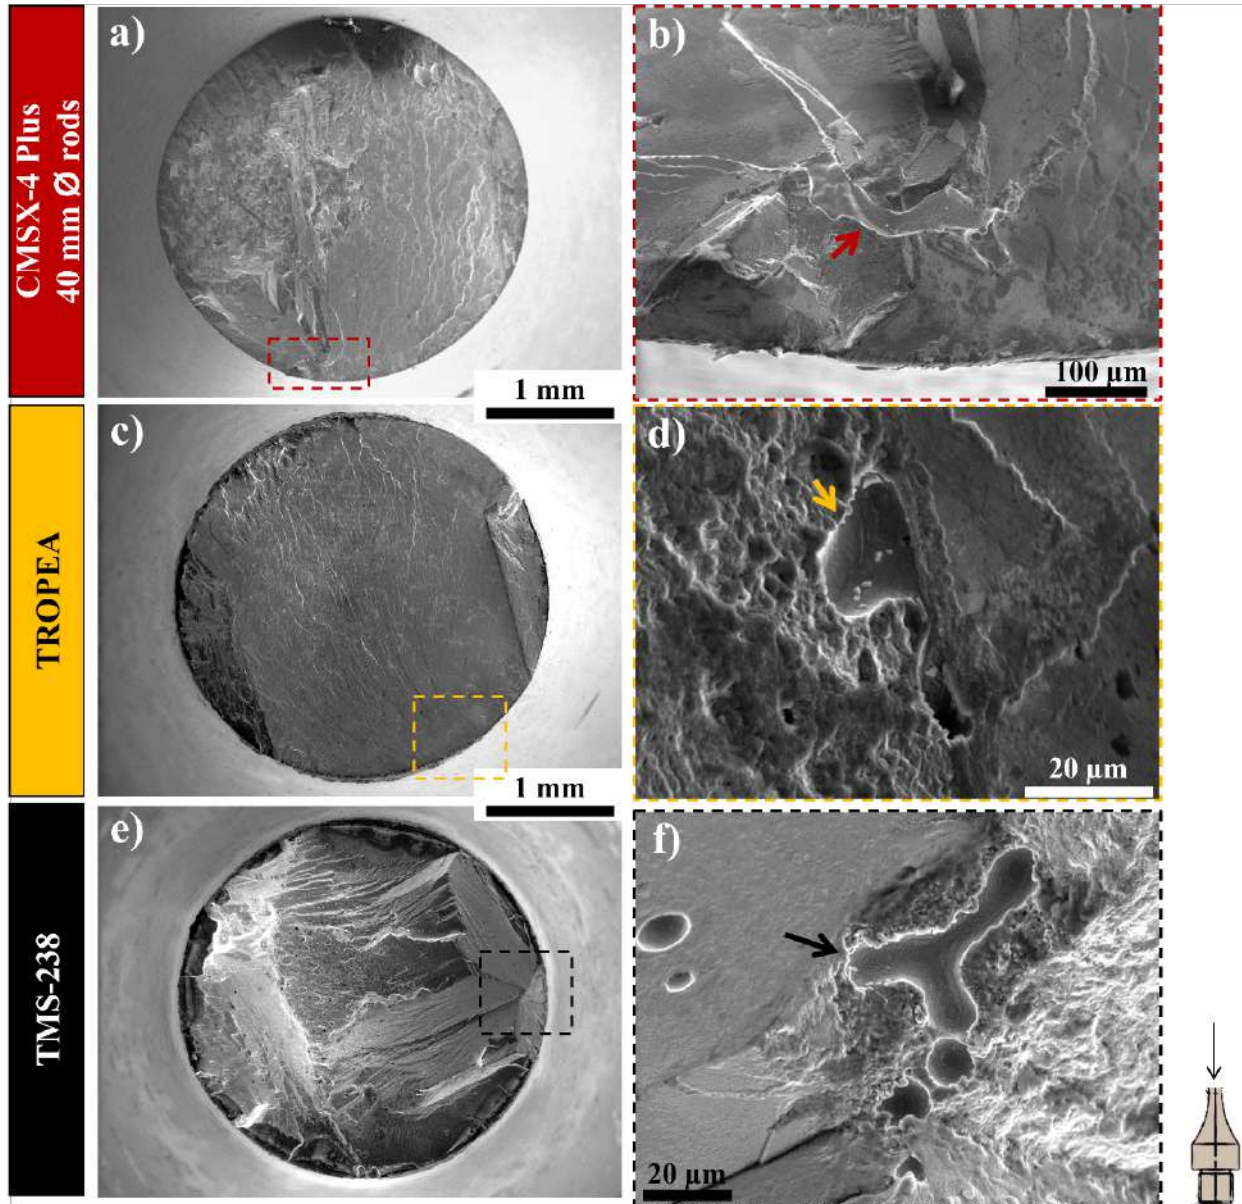 CMSX-4 Plus
40 mm Ø rods
a)
1 mm
b)
100 µm
TROPEA
c)
1 mm
d)
20 µm
TMS-238
e)
f)
20 µm